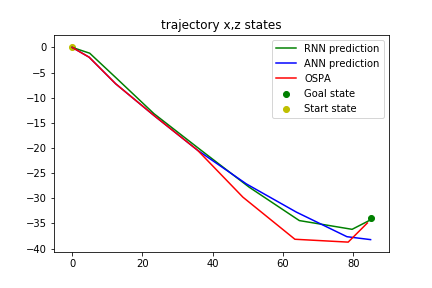 trajectory x,z states
RNN prediction
ANN prediction
OSPA
Goal state
Start state
0
−5
−10
−15
−20
−25
−30
−35
−40
0
20
40
60
80